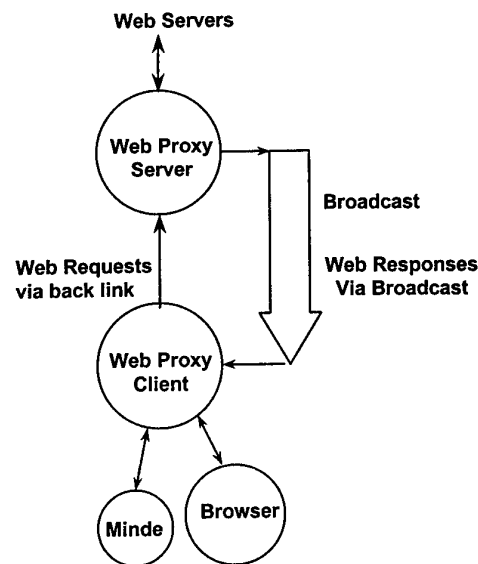 Web Servers
Web Proxy
Server
Broadcast
Web Requests
via back link
Web Responses
Via Broadcast
Web Proxy
Client
Minde
Browser